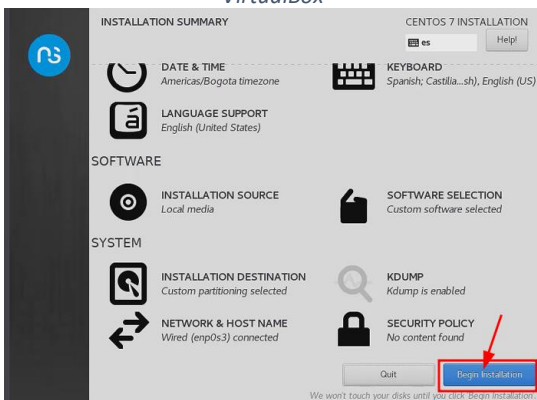 VirtualBox
INSTALLATION SUMMARY
CENTOS 7 INSTALLATION
es
Help!
ns
DATE & TIME
Americas/Bogota timezone
KEYBOARD
Spanish; Castilia...sh), English (US)
LANGUAGE SUPPORT
English (United States)
SOFTWARE
INSTALLATION SOURCE
Local media
SOFTWARE SELECTION
Custom software selected
SYSTEM
INSTALLATION DESTINATION
Custom partitioning selected
KDUMP
Kdump is enabled
NETWORK & HOST NAME
Wired (enp0s3) connected
SECURITY POLICY
No content found
Quit
Begin Installation
We won't touch your disks until you click 'Begin Installation'.